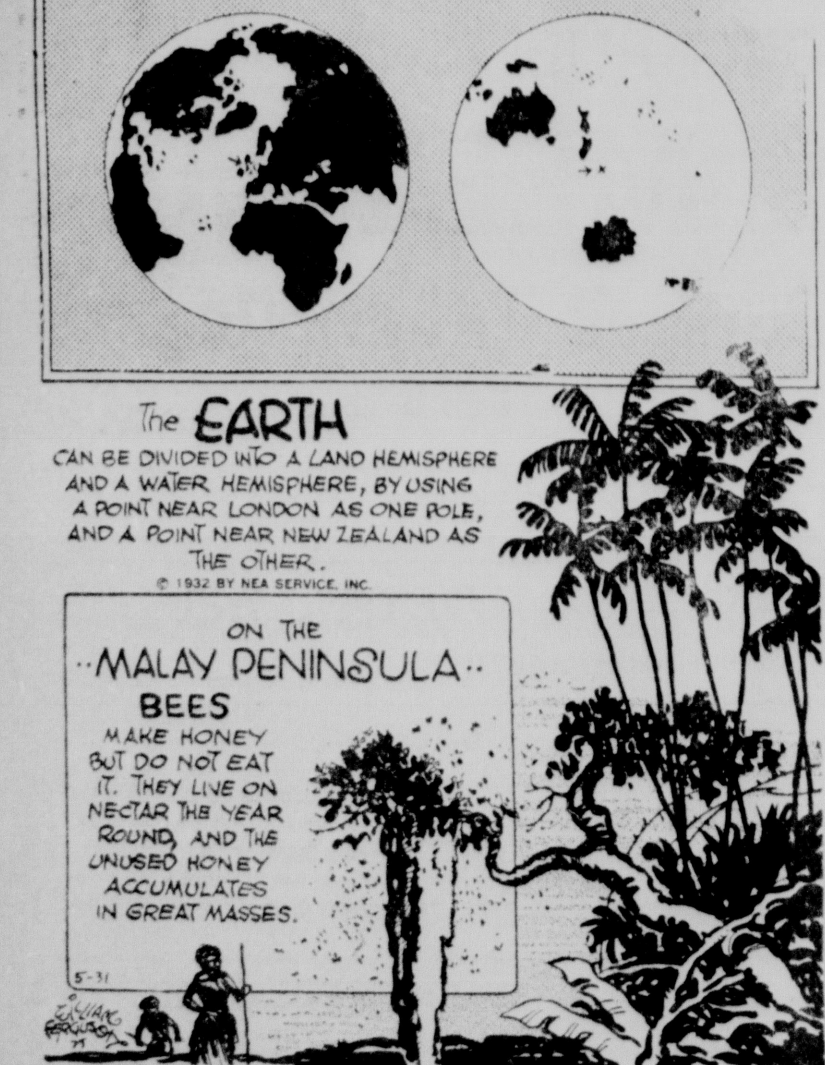 The EARTH
CAN BE DIVIDED INTO A LAND HEMISPHERE
AND A WATER HEMISPHERE, BY USING
A POINT NEAR LONDON AS ONE POLE,
AND A POINT NEAR NEW ZEALAND AS
THE OTHER.
© 1932 BY NEA SERVICE, INC.
ON THE
··MALAY PENINSULA··
BEES
MAKE HONEY
BUT DO NOT EAT
IT. THEY LIVE ON
NECTAR THE YEAR
ROUND, AND THE
UNUSED HONEY
ACCUMULATES
IN GREAT MASSES.
5-31
WILLIAM
FERGUSON